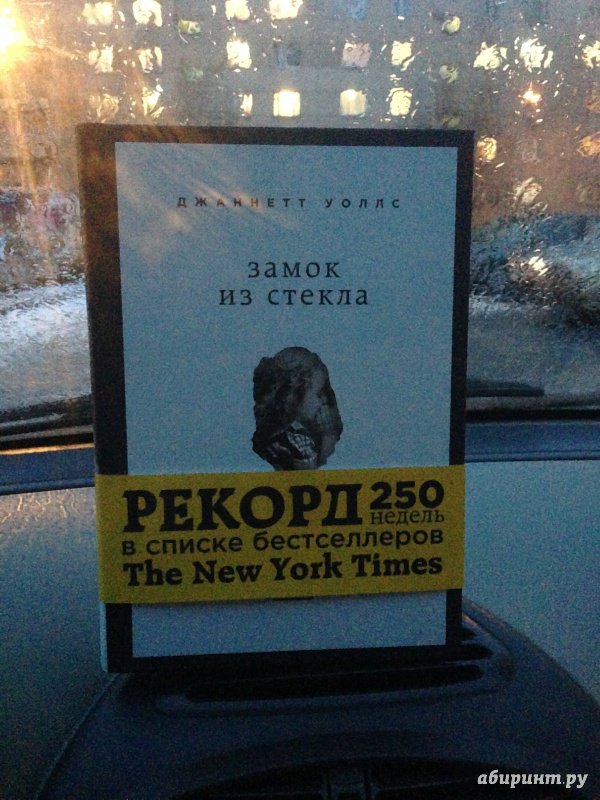 ДЖАННЕТТ УОЛЛС
замок
из стекла
РЕКОРД 250
недель
в списке бестселлеров
The New York Times
абиринт.ру